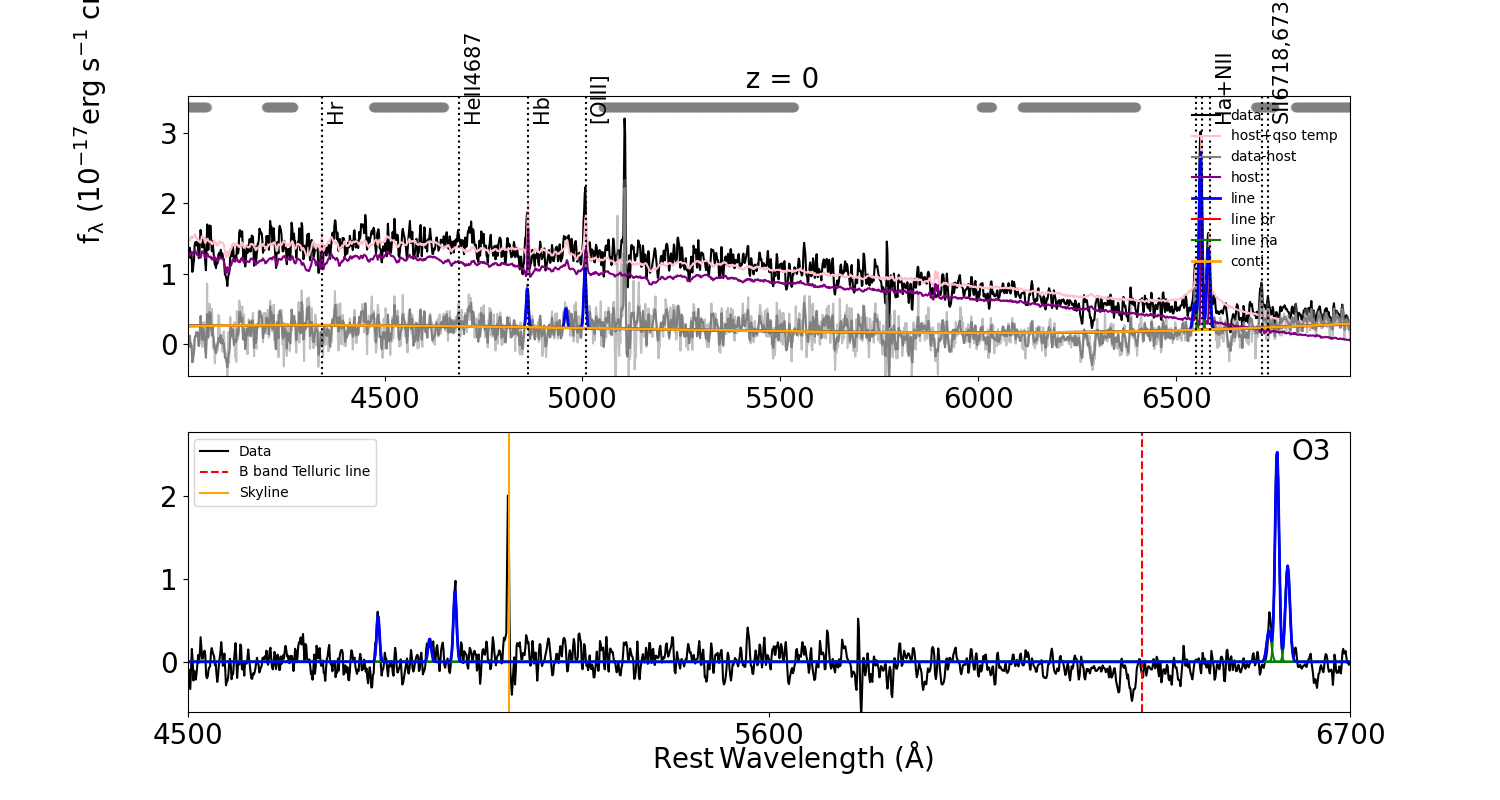 z = 0
f_λ (10^{−17} erg s^{−1} c
Hr
HeII4687
Hb
[OIII]
Ha+NII
SII6718,673
data
host+qso temp
data-host
host
line
line br
line na
conti
3
2
1
0
4500
5000
5500
6000
6500
Data
B band Telluric line
Skyline
O3
2
1
0
4500
5600
6700
Rest Wavelength (Å)